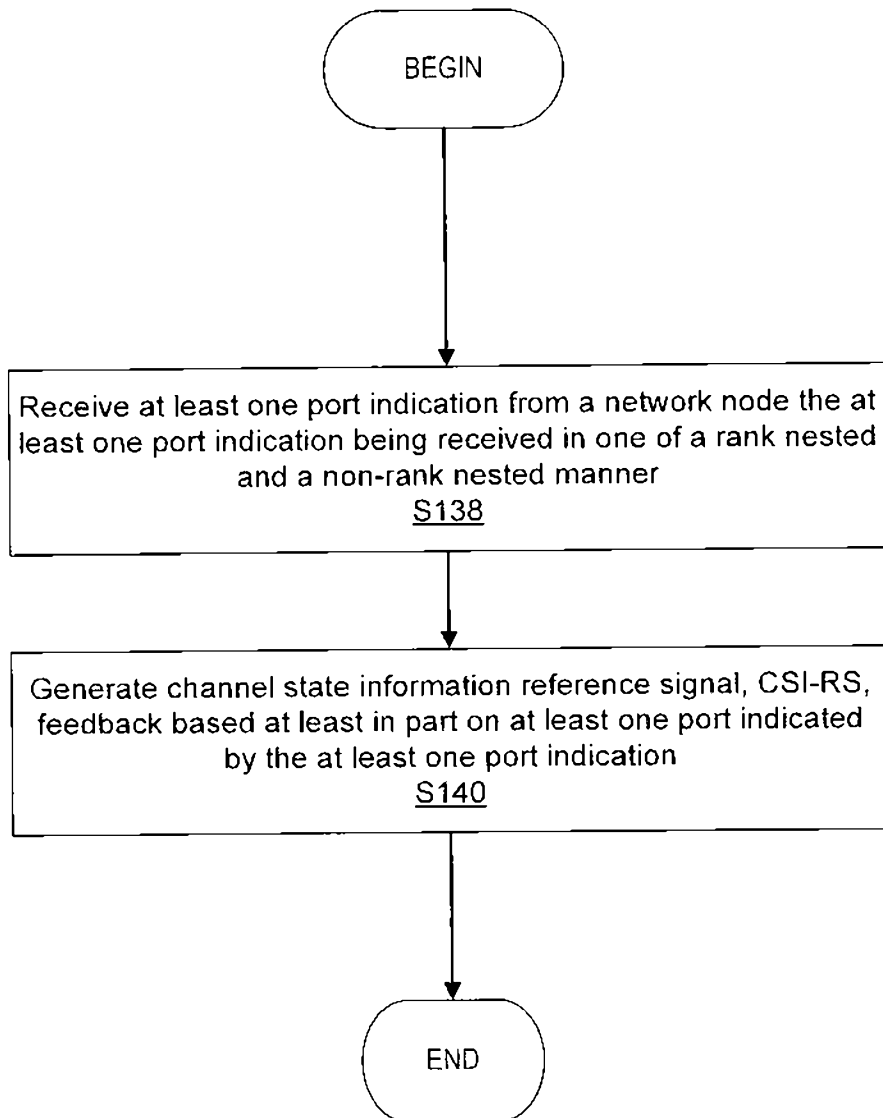 BEGIN
Receive at least one port indication from a network node the at
least one port indication being received in one of a rank nested
and a non-rank nested manner
S138
Generate channel state information reference signal, CSI-RS,
feedback based at least in part on at least one port indicated
by the at least one port indication
S140
END